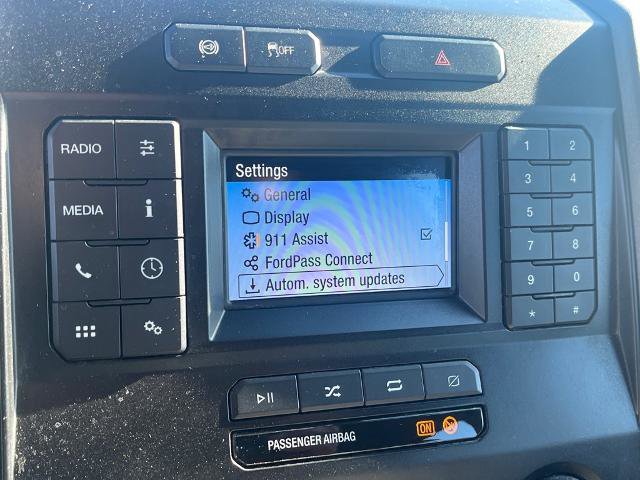 OFF
RADIO
MEDIA
Settings
General
Display
911 Assist
FordPass Connect
Autom. system updates
1 2
3 4
5 6
7 8
9 0
* #
PASSENGER AIRBAG ON